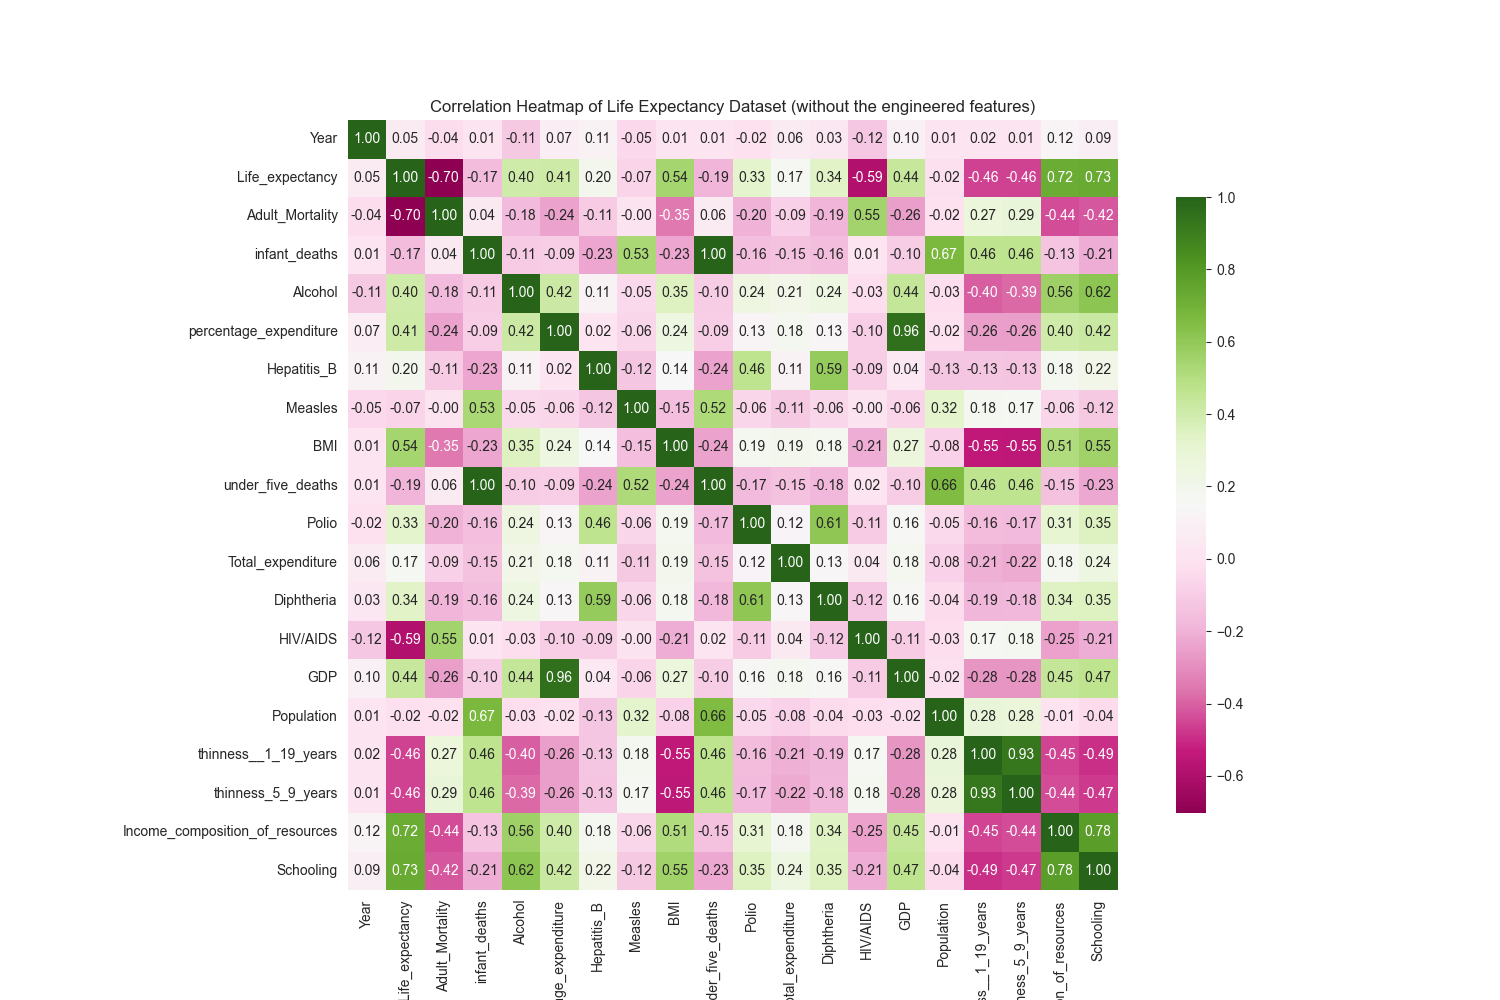 Correlation Heatmap of Life Expectancy Dataset (without the engineered features)
Year 1.00 0.05 -0.04 0.01 -0.11 0.07 0.11 -0.05 0.01 0.01 -0.02 0.06 0.03 -0.12 0.10 0.01 0.02 0.01 0.12 0.09
Life_expectancy 0.05 1.00 -0.70 -0.17 0.40 0.41 0.20 -0.07 0.54 -0.19 0.33 0.17 0.34 -0.59 0.44 -0.02 -0.46 -0.46 0.72 0.73
Adult_Mortality -0.04 -0.70 1.00 0.04 -0.18 -0.24 -0.11 -0.00 -0.35 0.06 -0.20 -0.09 -0.19 0.55 -0.26 -0.02 0.27 0.29 -0.44 -0.42
infant_deaths 0.01 -0.17 0.04 1.00 -0.11 -0.09 -0.23 0.53 -0.23 1.00 -0.16 -0.15 -0.16 0.01 -0.10 0.67 0.46 0.46 -0.13 -0.21
Alcohol -0.11 0.40 -0.18 -0.11 1.00 0.42 0.11 -0.05 0.35 -0.10 0.24 0.21 0.24 -0.03 0.44 -0.03 -0.40 -0.39 0.56 0.62
percentage_expenditure 0.07 0.41 -0.24 -0.09 0.42 1.00 0.02 -0.06 0.24 -0.09 0.13 0.18 0.13 -0.10 0.96 -0.02 -0.26 -0.26 0.40 0.42
Hepatitis_B 0.11 0.20 -0.11 -0.23 0.11 0.02 1.00 -0.12 0.14 -0.24 0.46 0.11 0.59 -0.09 0.04 -0.13 -0.13 -0.13 0.18 0.22
Measles -0.05 -0.07 -0.00 0.53 -0.05 -0.06 -0.12 1.00 -0.15 0.52 -0.06 -0.11 -0.06 -0.00 -0.06 0.32 0.18 0.17 -0.06 -0.12
BMI 0.01 0.54 -0.35 -0.23 0.35 0.24 0.14 -0.15 1.00 -0.24 0.19 0.19 0.18 -0.21 0.27 -0.08 -0.55 -0.55 0.51 0.55
under_five_deaths 0.01 -0.19 0.06 1.00 -0.10 -0.09 -0.24 0.52 -0.24 1.00 -0.17 -0.15 -0.18 0.02 -0.10 0.66 0.46 0.46 -0.15 -0.23
Polio -0.02 0.33 -0.20 -0.16 0.24 0.13 0.46 -0.06 0.19 -0.17 1.00 0.12 0.61 -0.11 0.16 -0.05 -0.16 -0.17 0.31 0.35
Total_expenditure 0.06 0.17 -0.09 -0.15 0.21 0.18 0.11 -0.11 0.19 -0.15 0.12 1.00 0.13 0.04 0.18 -0.08 -0.21 -0.22 0.18 0.24
Diphtheria 0.03 0.34 -0.19 -0.16 0.24 0.13 0.59 -0.06 0.18 -0.18 0.61 0.13 1.00 -0.12 0.16 -0.04 -0.19 -0.18 0.34 0.35
HIV/AIDS -0.12 -0.59 0.55 0.01 -0.03 -0.10 -0.09 -0.00 -0.21 0.02 -0.11 0.04 -0.12 1.00 -0.11 -0.03 0.17 0.18 -0.25 -0.21
GDP 0.10 0.44 -0.26 -0.10 0.44 0.96 0.04 -0.06 0.27 -0.10 0.16 0.18 0.16 -0.11 1.00 -0.02 -0.28 -0.28 0.45 0.47
Population 0.01 -0.02 -0.02 0.67 -0.03 -0.02 -0.13 0.32 -0.08 0.66 -0.05 -0.08 -0.04 -0.03 -0.02 1.00 0.28 0.28 -0.01 -0.04
thinness__1_19_years 0.02 -0.46 0.27 0.46 -0.40 -0.26 -0.13 0.18 -0.55 0.46 -0.16 -0.21 -0.19 0.17 -0.28 0.28 1.00 0.93 -0.45 -0.49
thinness_5_9_years 0.01 -0.46 0.29 0.46 -0.39 -0.26 -0.13 0.17 -0.55 0.46 -0.17 -0.22 -0.18 0.18 -0.28 0.28 0.93 1.00 -0.44 -0.47
Income_composition_of_resources 0.12 0.72 -0.44 -0.13 0.56 0.40 0.18 -0.06 0.51 -0.15 0.31 0.18 0.34 -0.25 0.45 -0.01 -0.45 -0.44 1.00 0.78
Schooling 0.09 0.73 -0.42 -0.21 0.62 0.42 0.22 -0.12 0.55 -0.23 0.35 0.24 0.35 -0.21 0.47 -0.04 -0.49 -0.47 0.78 1.00
Year
Life_expectancy
Adult_Mortality
infant_deaths
Alcohol
ge_expenditure
Hepatitis_B
Measles
BMI
der_five_deaths
Polio
otal_expenditure
Diphtheria
HIV/AIDS
GDP
Population
ss__1_19_years
ness_5_9_years
on_of_resources
Schooling
1.0
0.8
0.6
0.4
0.2
0.0
−0.2
−0.4
−0.6